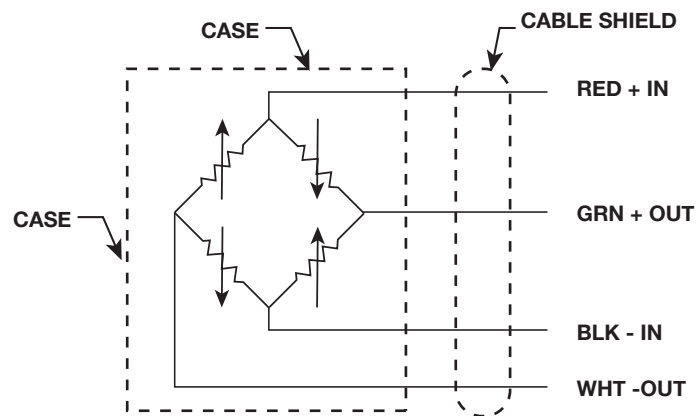 CASE
CABLE SHIELD
RED + IN
CASE
GRN + OUT
BLK - IN
WHT -OUT